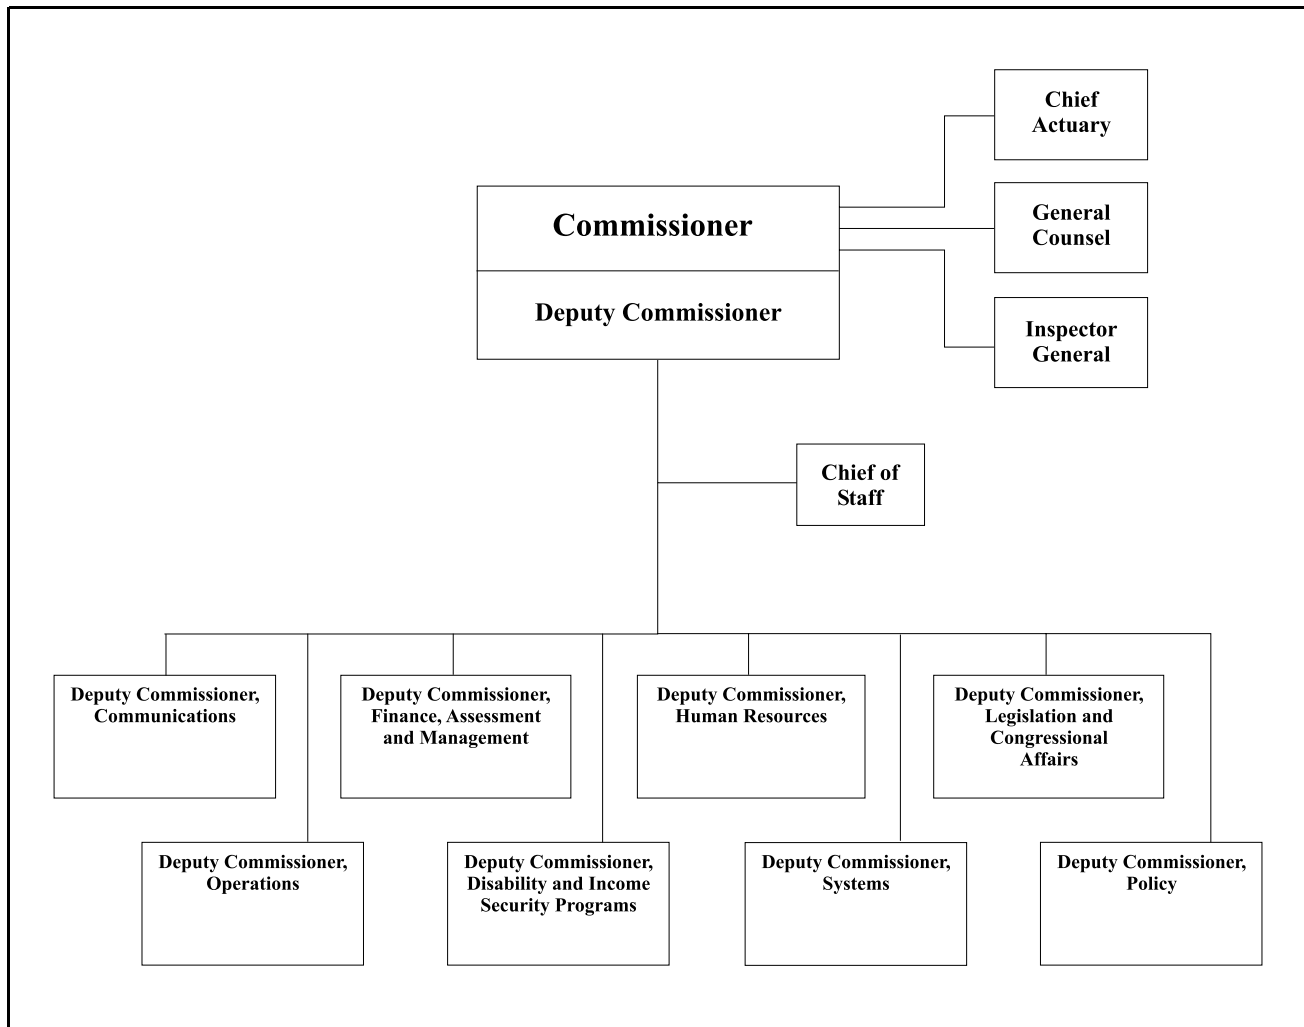 Chief
Actuary
Commissioner
General
Counsel
Deputy Commissioner
Inspector
General
Chief of
Staff
Deputy Commissioner,
Communications
Deputy Commissioner,
Finance, Assessment
and Management
Deputy Commissioner,
Human Resources
Deputy Commissioner,
Legislation and
Congressional
Affairs
Deputy Commissioner,
Operations
Deputy Commissioner,
Disability and Income
Security Programs
Deputy Commissioner,
Systems
Deputy Commissioner,
Policy